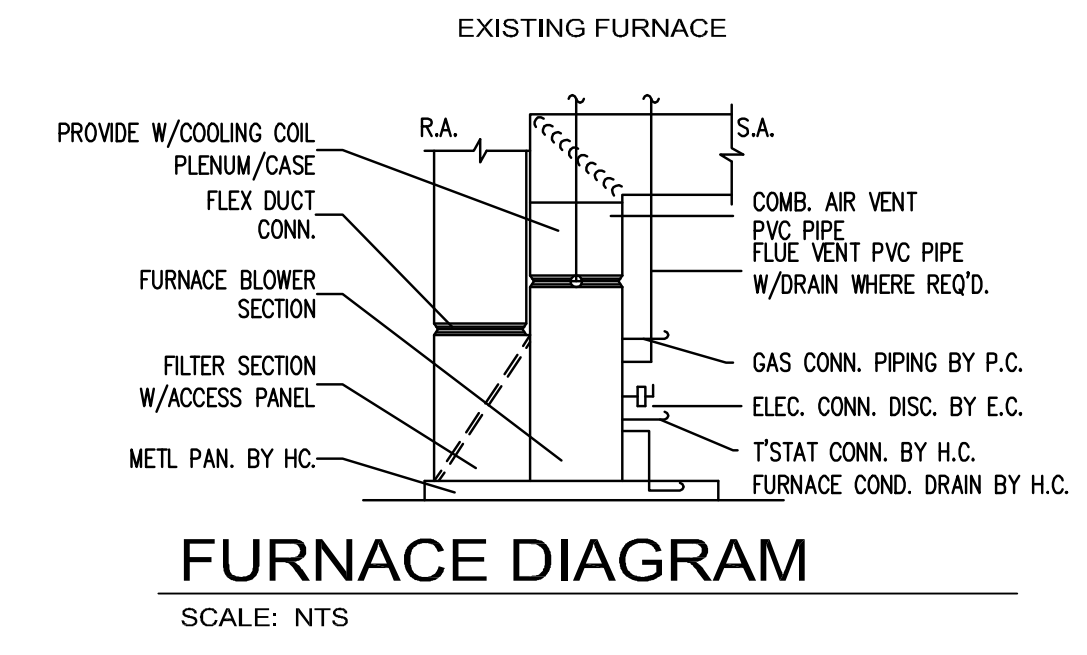 EXISTING FURNACE
PROVIDE W/COOLING COIL
PLENUM/CASE
FLEX DUCT
CONN.
FURNACE BLOWER
SECTION
FILTER SECTION
W/ACCESS PANEL
METL PAN. BY HC.
R.A.
S.A.
COMB. AIR VENT
PVC PIPE
FLUE VENT PVC PIPE
W/DRAIN WHERE REQ'D.
GAS CONN. PIPING BY P.C.
ELEC. CONN. DISC. BY E.C.
T'STAT CONN. BY H.C.
FURNACE COND. DRAIN BY H.C.
FURNACE DIAGRAM
SCALE: NTS